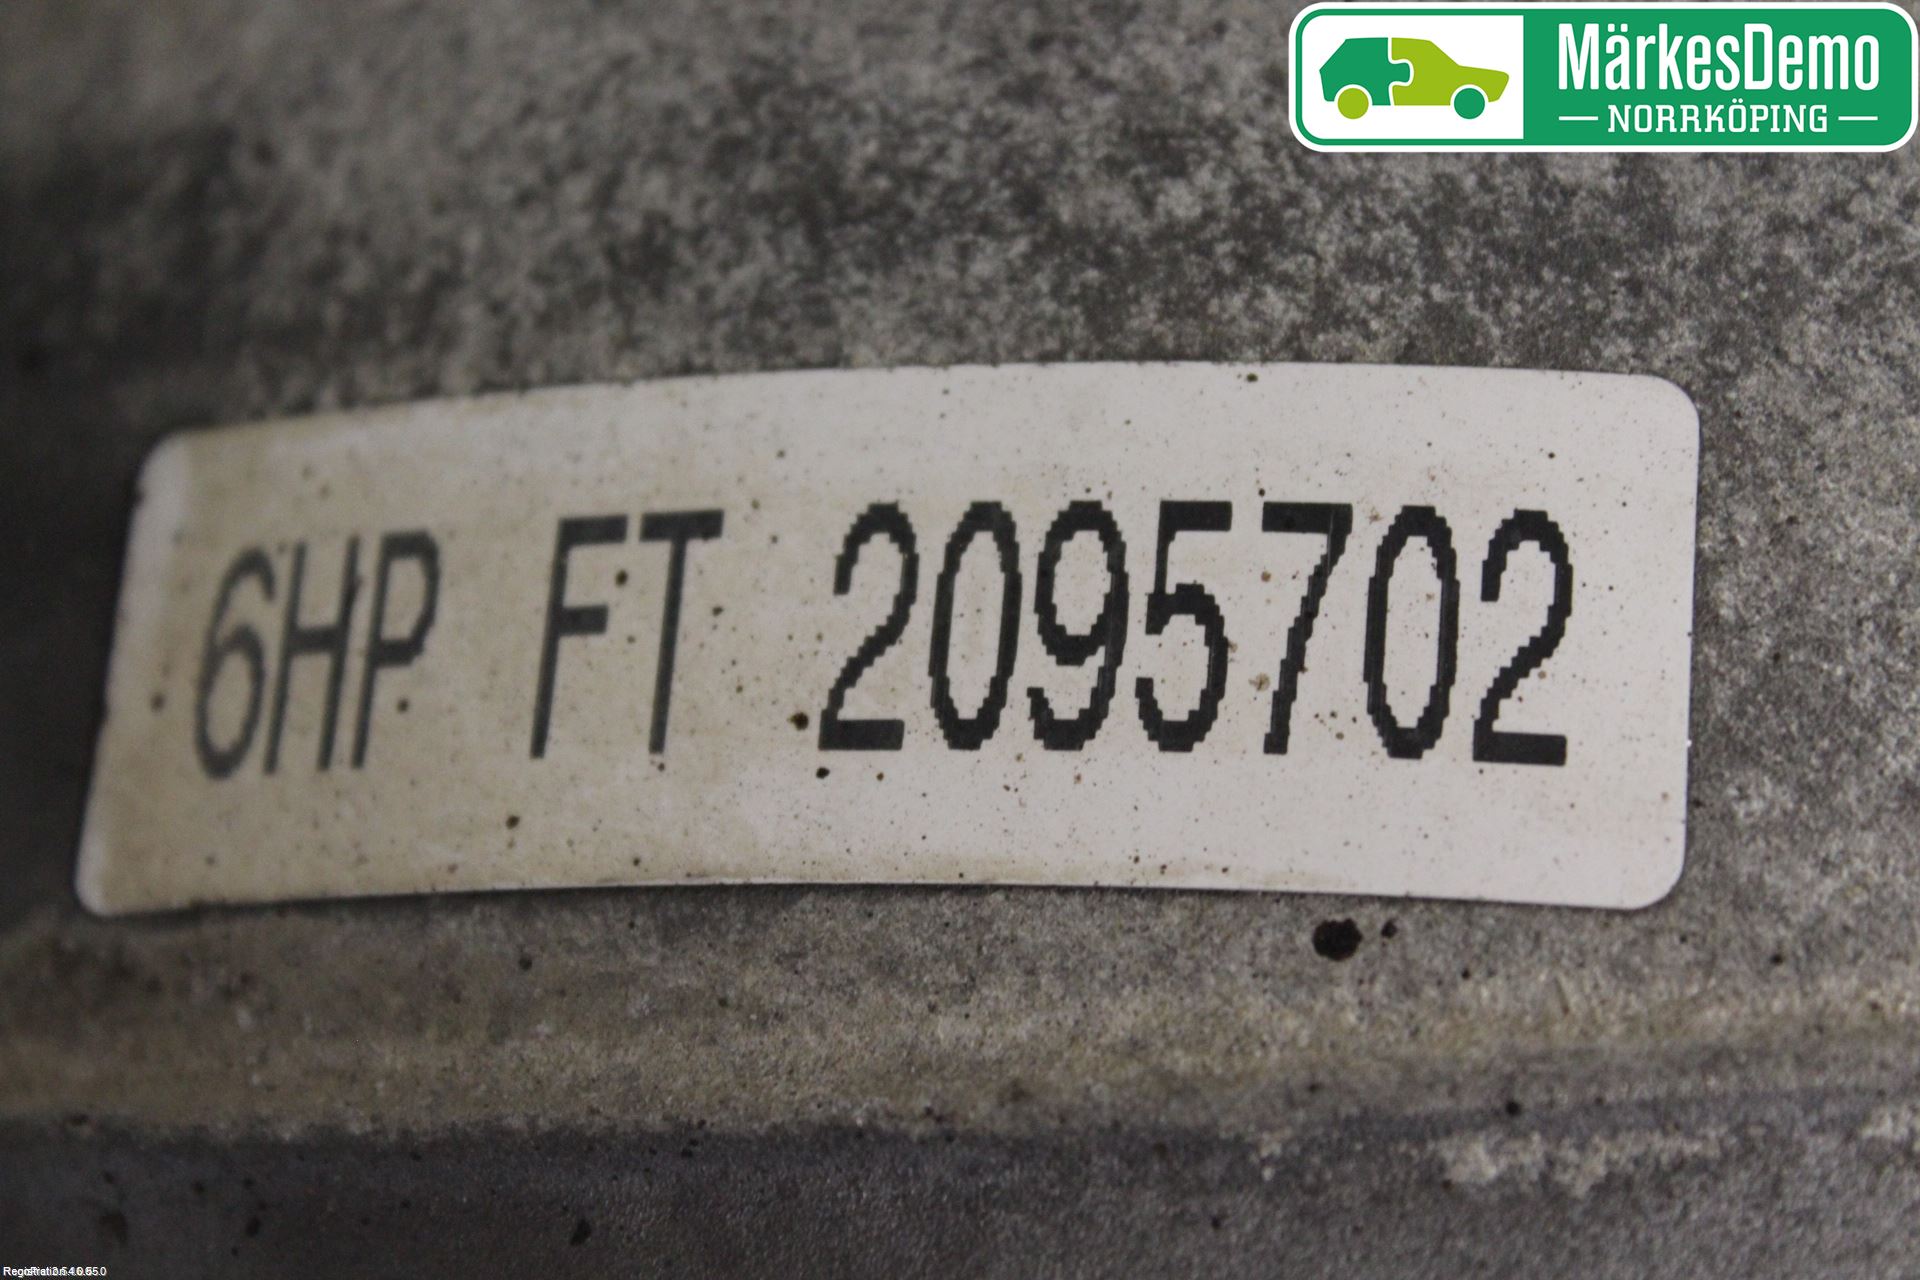 MärkesDemo
NORRKÖPING
6HP FT 2095702